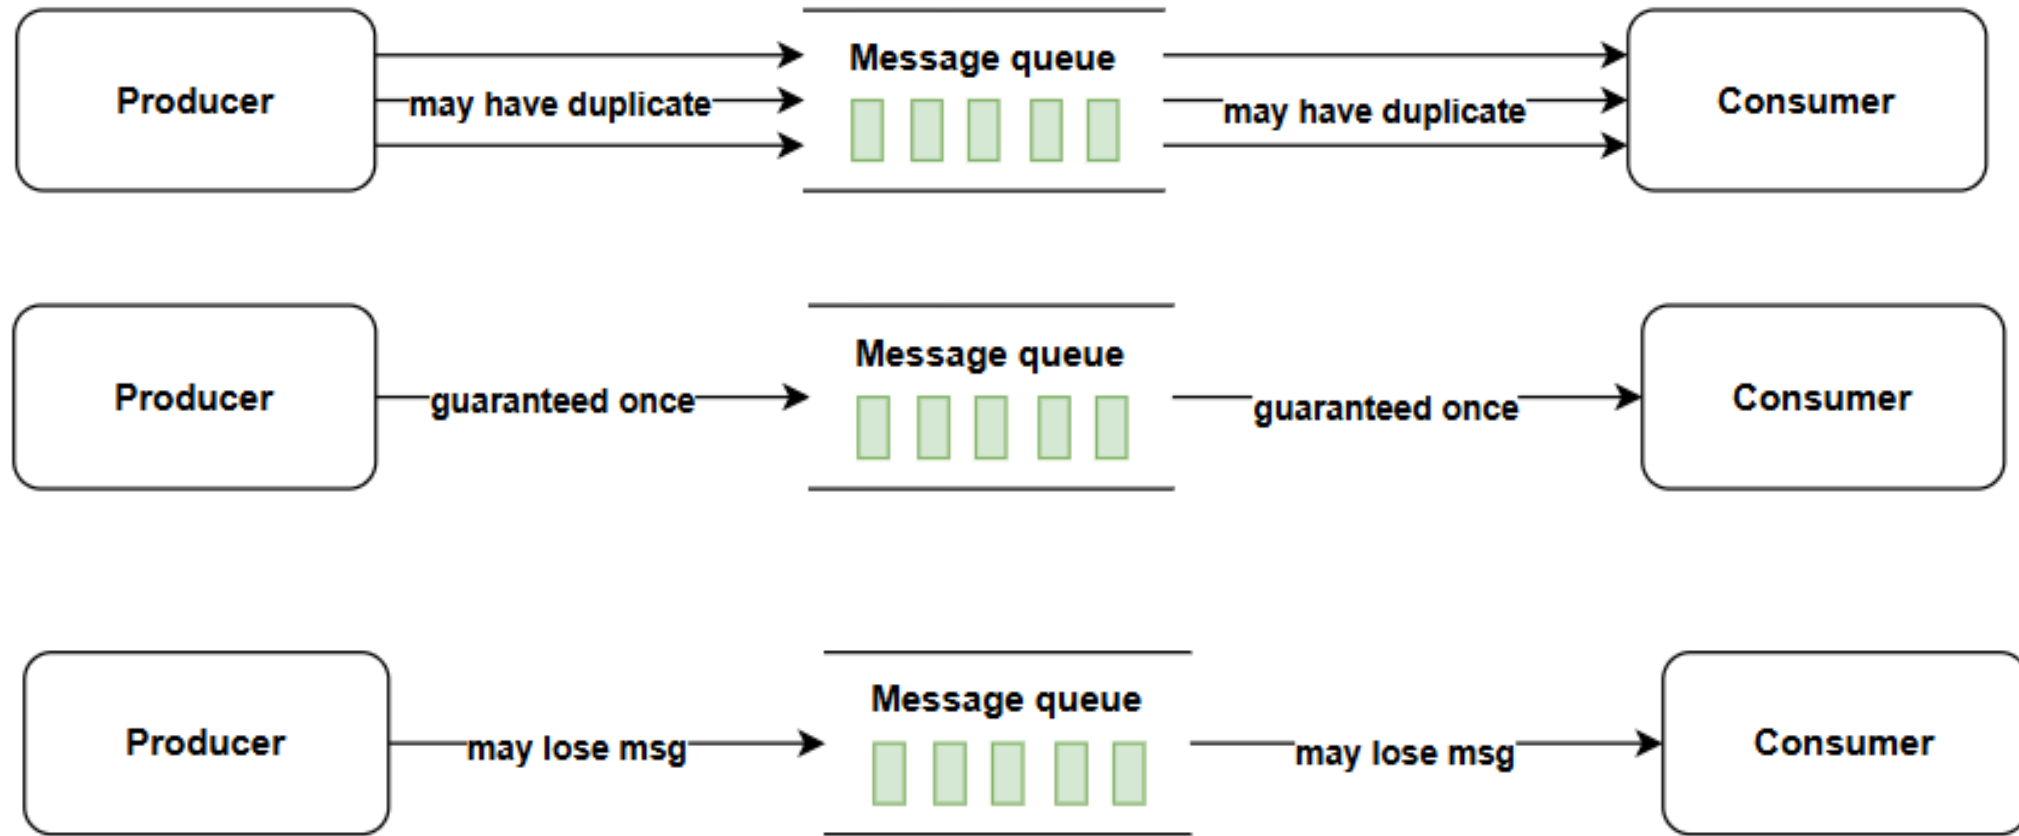 Producer
may have duplicate
Message queue
may have duplicate
Consumer
Producer
guaranteed once
Message queue
guaranteed once
Consumer
Producer
may lose msg
Message queue
may lose msg
Consumer